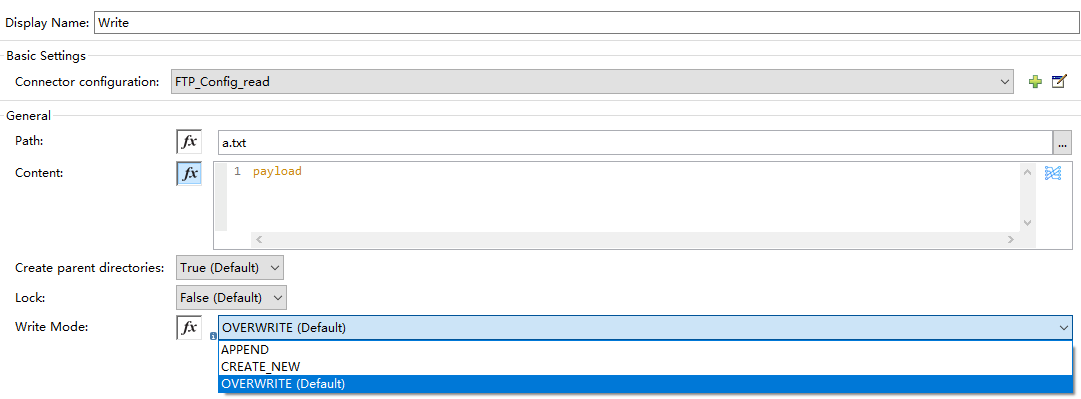 Display Name: Write
Basic Settings
Connector configuration: FTP_Config_read
General
Path: fx a.txt ...
Content: fx 1 payload
Create parent directories: True (Default)
Lock: False (Default)
Write Mode: fx OVERWRITE (Default)
APPEND
CREATE_NEW
OVERWRITE (Default)